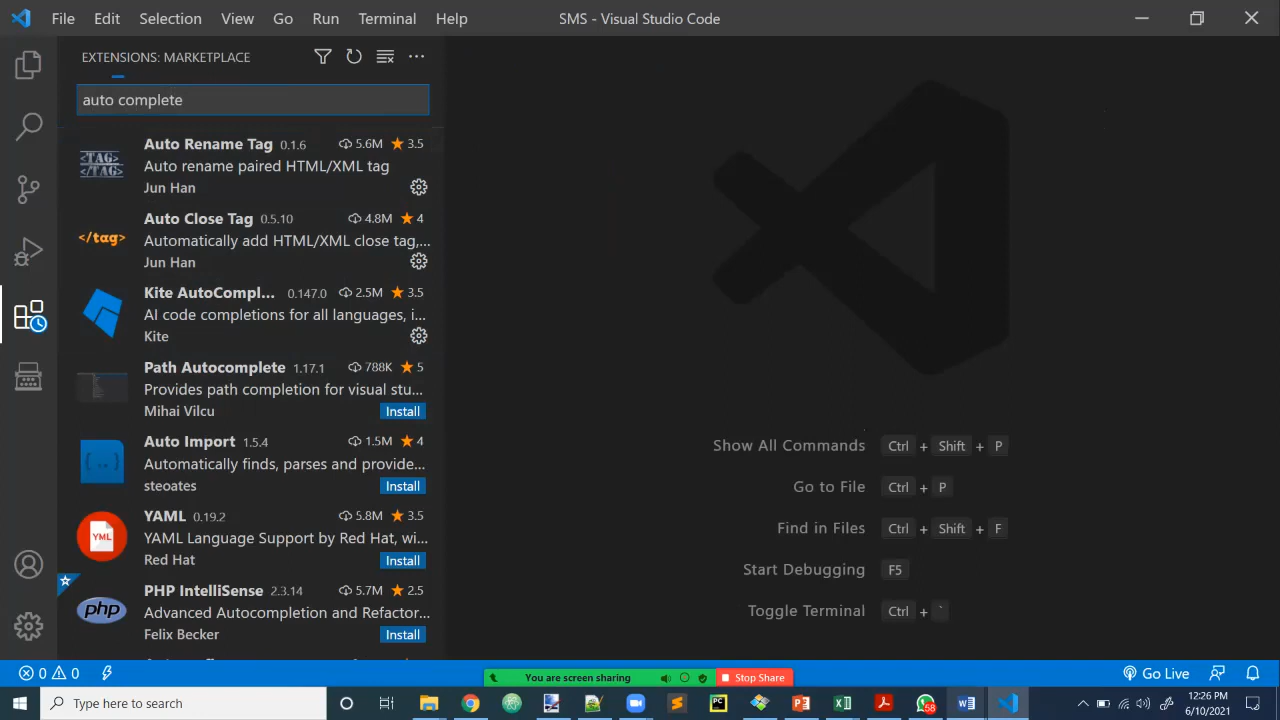 File Edit Selection View Go Run Terminal Help SMS - Visual Studio Code
EXTENSIONS: MARKETPLACE
auto complete
<TAG>
</TAG>
Auto Rename Tag 0.1.6 5.6M 3.5
Auto rename paired HTML/XML tag
Jun Han
</tag>
Auto Close Tag 0.5.10 4.8M 4
Automatically add HTML/XML close tag,...
Jun Han
Kite AutoCompl... 0.147.0 2.5M 3.5
AI code completions for all languages, i...
Kite
Path Autocomplete 1.17.1 788K 5
Provides path completion for visual stu...
Mihai Vilcu Install
Auto Import 1.5.4 1.5M 4
Automatically finds, parses and provide...
steoates Install
YAML 0.19.2 5.8M 3.5
YML
YAML Language Support by Red Hat, wi...
Red Hat Install
PHP IntelliSense 2.3.14 5.7M 2.5
php
Advanced Autocompletion and Refactor...
Felix Becker Install
Show All Commands Ctrl + Shift + P
Go to File Ctrl + P
Find in Files Ctrl + Shift + F
Start Debugging F5
Toggle Terminal Ctrl + `
0 0 Go Live
You are screen sharing Stop Share
Type here to search
PC
58
12:26 PM
6/10/2021